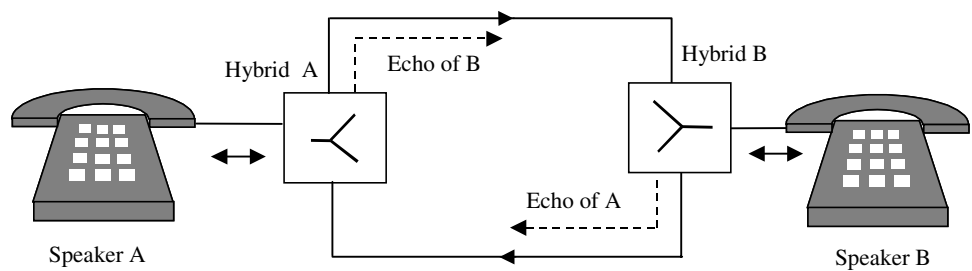 Hybrid A
Echo of B
Hybrid B
Echo of A
Speaker A
Speaker B